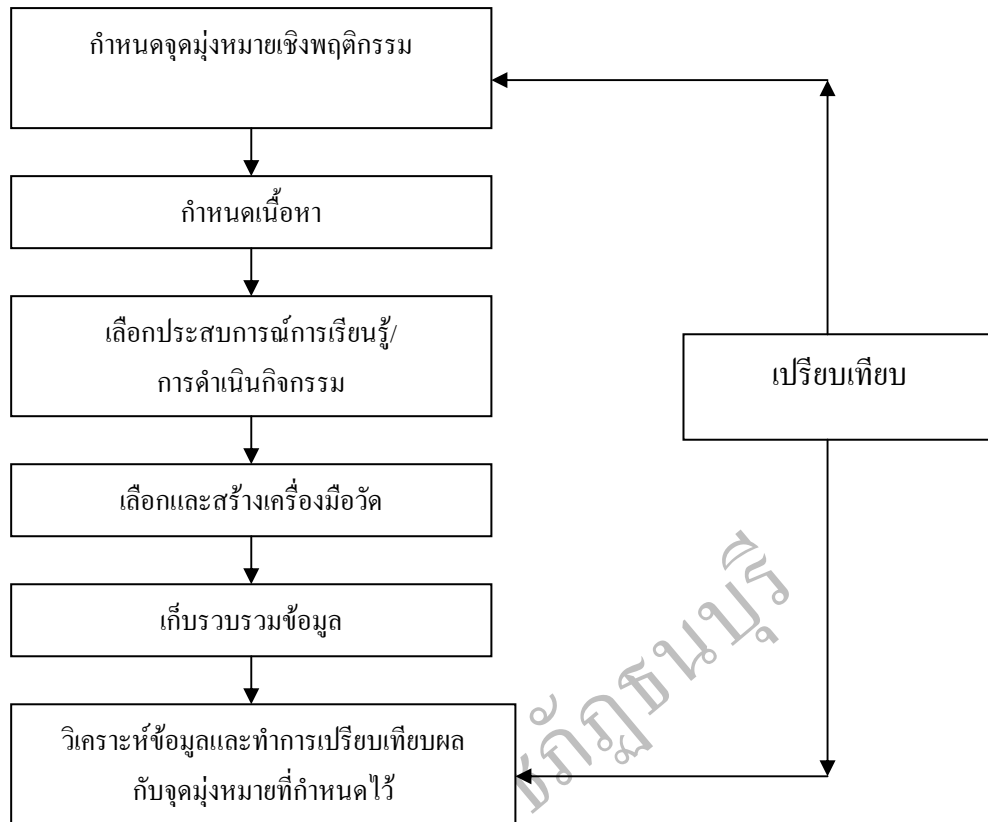 กำหนดจุดมุ่งหมายเชิงพฤติกรรม
กำหนดเนื้อหา
เลือกประสบการณ์การเรียนรู้/
การดำเนินกิจกรรม
เปรียบเทียบ
เลือกและสร้างเครื่องมือวัด
เก็บรวบรวมข้อมูล
วิเคราะห์ข้อมูลและทำการเปรียบเทียบผล
กับจุดมุ่งหมายที่กำหนดไว้
ชภัฏธนบุรี